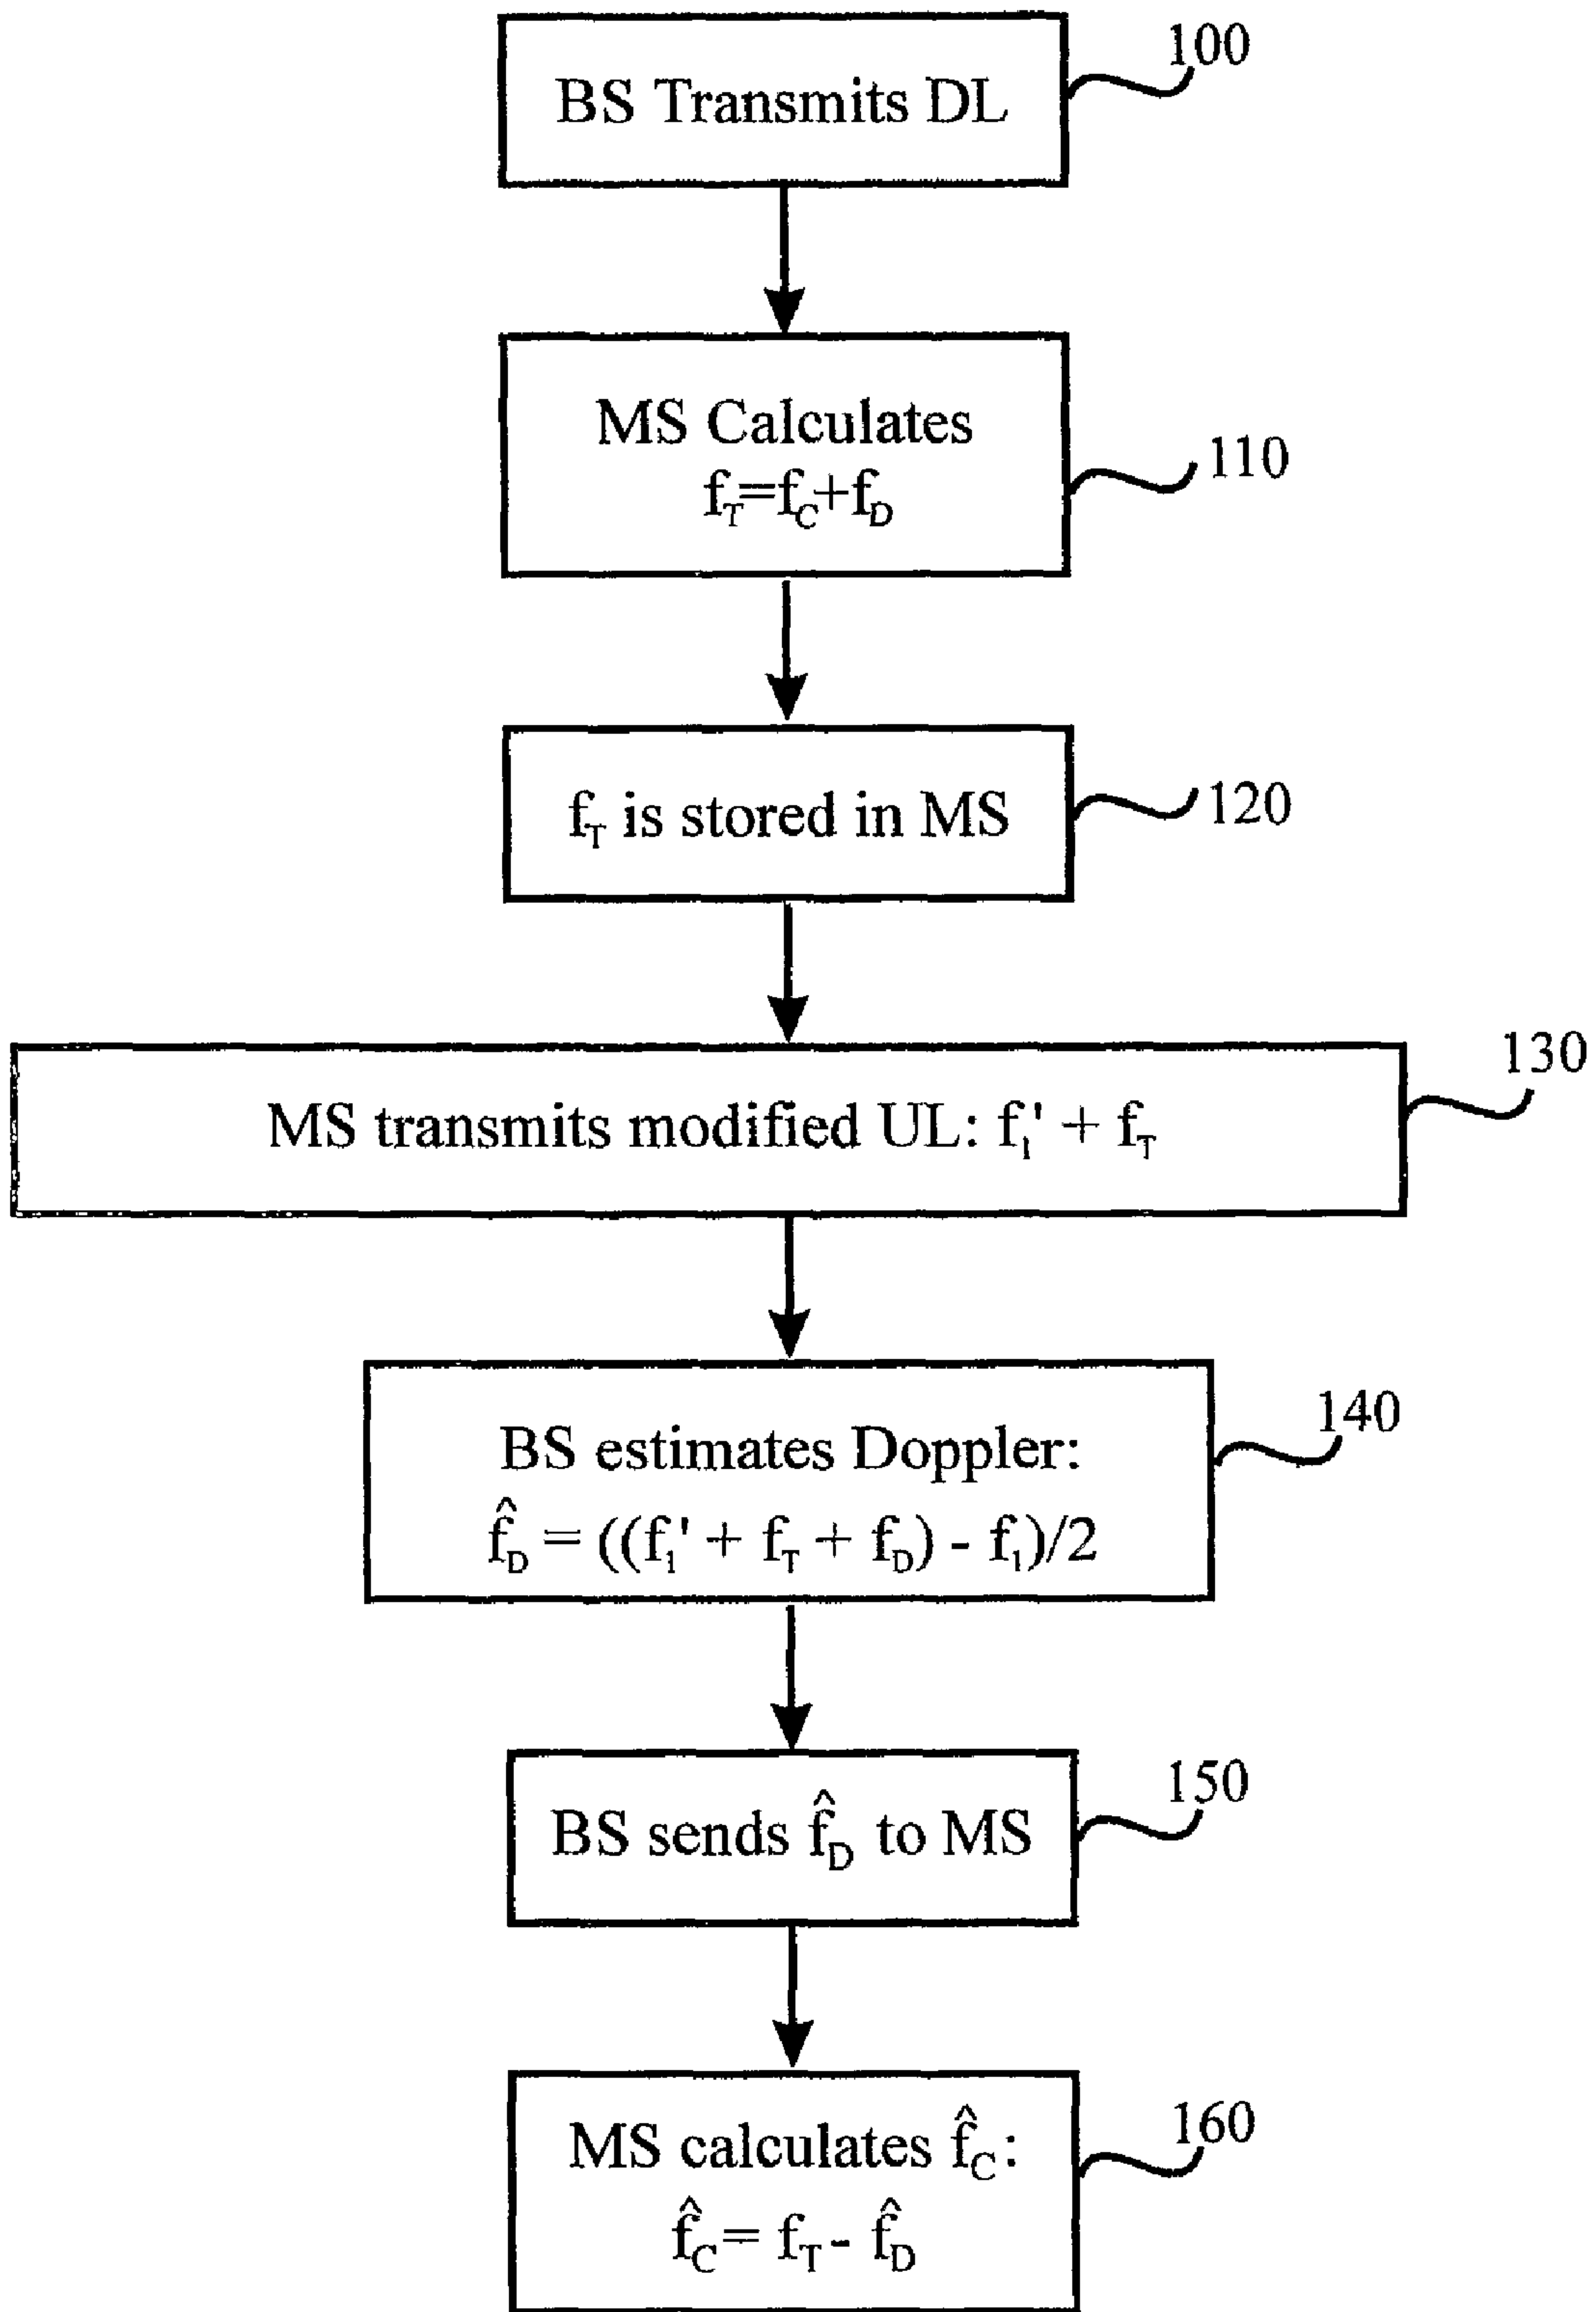 BS Transmits DL
100
MS Calculates
f_T=f_C+f_D
110
f_T is stored in MS
120
MS transmits modified UL: f_1' + f_T
130
BS estimates Doppler:
f̂_D = ((f_1' + f_T + f_D) - f_1)/2
140
BS sends f̂_D to MS
150
MS calculates f̂_C:
f̂_C = f_T - f̂_D
160